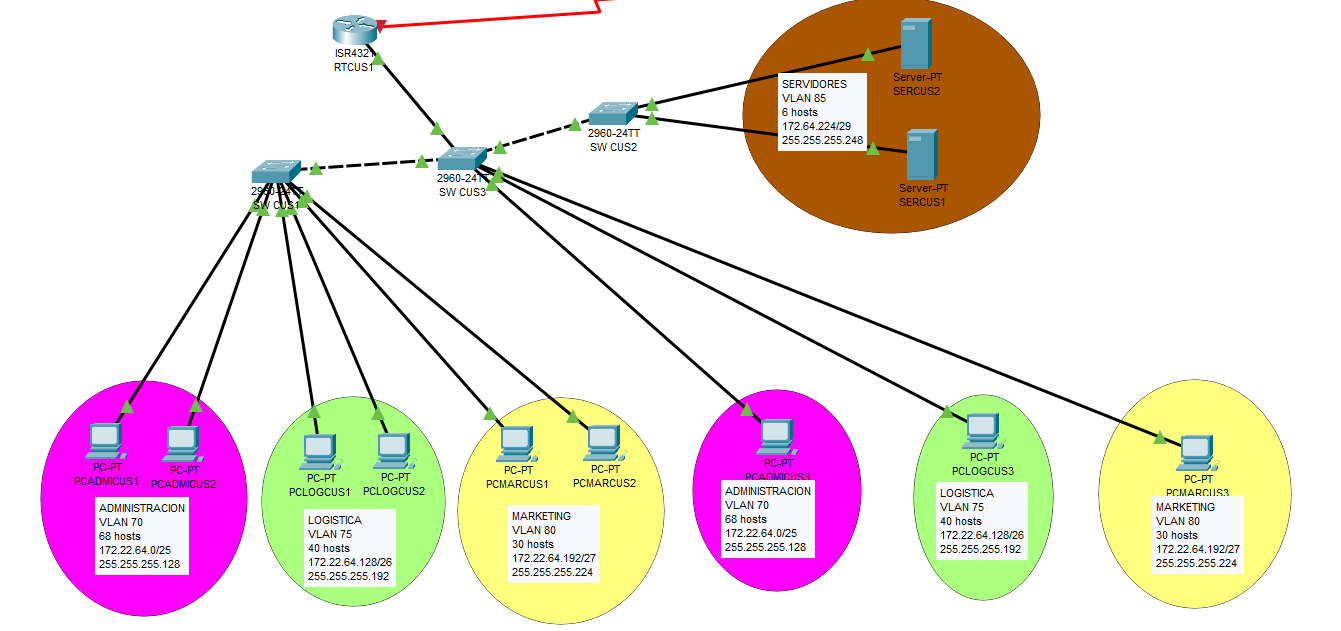 ISR4321
RTCUS1
Server-PT
SERCUS2
SERVIDORES
VLAN 85
6 hosts
172.64.224/29
255.255.255.248
2960-24TT
SW CUS2
Server-PT
SERCUS1
2960-24TT
SW CUS3
2960-24TT
SW CUS1
PC-PT
PCADMICUS1
PC-PT
PCADMICUS2
ADMINISTRACION
VLAN 70
68 hosts
172.22.64.0/25
255.255.255.128
PC-PT
PCLOGCUS1
PC-PT
PCLOGCUS2
LOGISTICA
VLAN 75
40 hosts
172.22.64.128/26
255.255.255.192
PC-PT
PCMARCUS1
PC-PT
PCMARCUS2
MARKETING
VLAN 80
30 hosts
172.22.64.192/27
255.255.255.224
PC-PT
PCADMICUS3
ADMINISTRACION
VLAN 70
68 hosts
172.22.64.0/25
255.255.255.128
PC-PT
PCLOGCUS3
LOGISTICA
VLAN 75
40 hosts
172.22.64.128/26
255.255.255.192
PC-PT
PCMARCUS3
MARKETING
VLAN 80
30 hosts
172.22.64.192/27
255.255.255.224